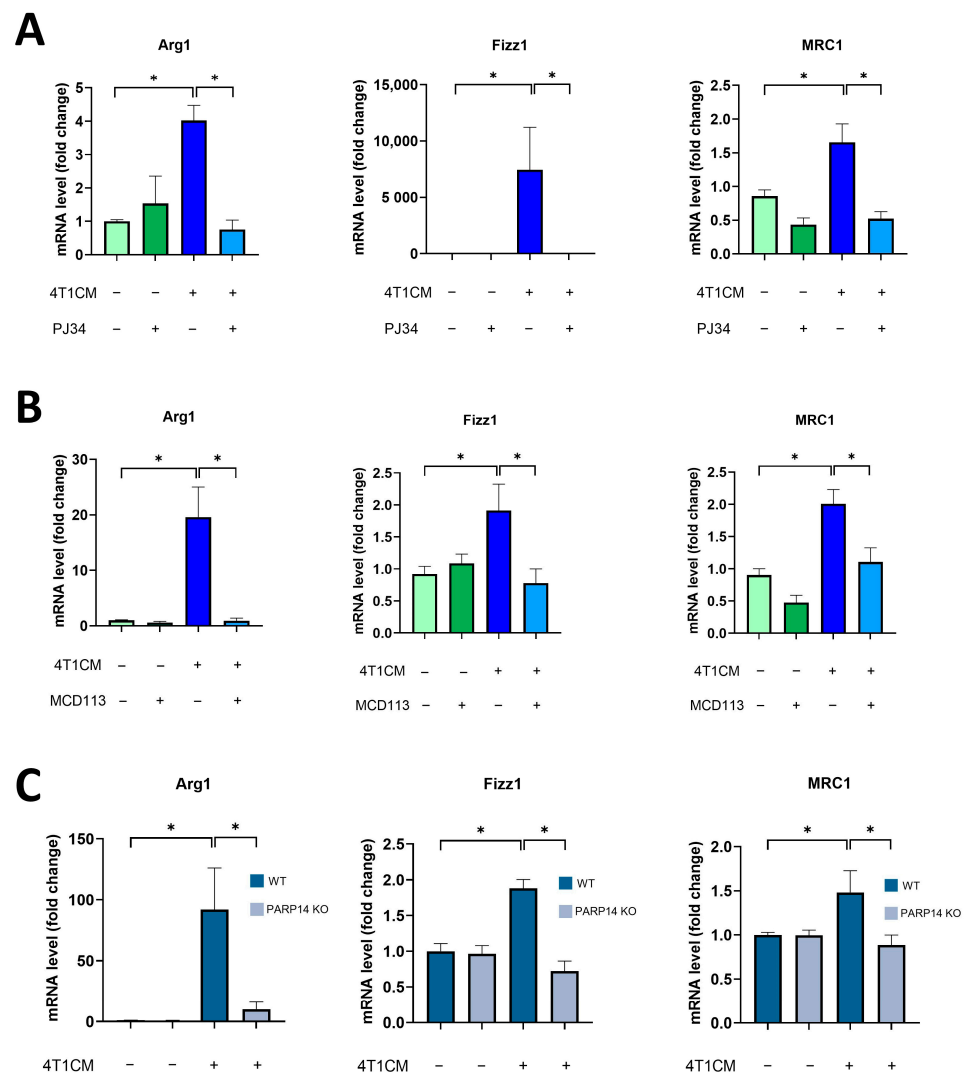 A
Arg1 Fizz1 MRC1
* * * * * *
mRNA level (fold change) mRNA level (fold change) mRNA level (fold change)
5 15,000 2.5
4 10,000 2.0
3 5 000 1.5
2 0 1.0
1 0.5
0 0.0
4T1CM – – + + 4T1CM – – + + 4T1CM – – + +
PJ34 – + – + PJ34 – + – + PJ34 – + – +
B
Arg1 Fizz1 MRC1
* * * * * *
mRNA level (fold change) mRNA level (fold change) mRNA level (fold change)
30 2.5 2.5
20 2.0 2.0
10 1.5 1.5
0 1.0 1.0
0.5 0.5
0.0 0.0
4T1CM – – + + 4T1CM – – + + 4T1CM – – + +
MCD113 – + – + MCD113 – + – + MCD113 – + – +
C
Arg1 Fizz1 MRC1
* * * * * *
mRNA level (fold change) mRNA level (fold change) mRNA level (fold change)
150 2.5 2.0
100 2.0 1.5
50 1.5 1.0
0 1.0 0.5
0.5 0.0
0.0
WT WT WT
PARP14 KO PARP14 KO PARP14 KO
4T1CM – – + + 4T1CM – – + + 4T1CM – – + +